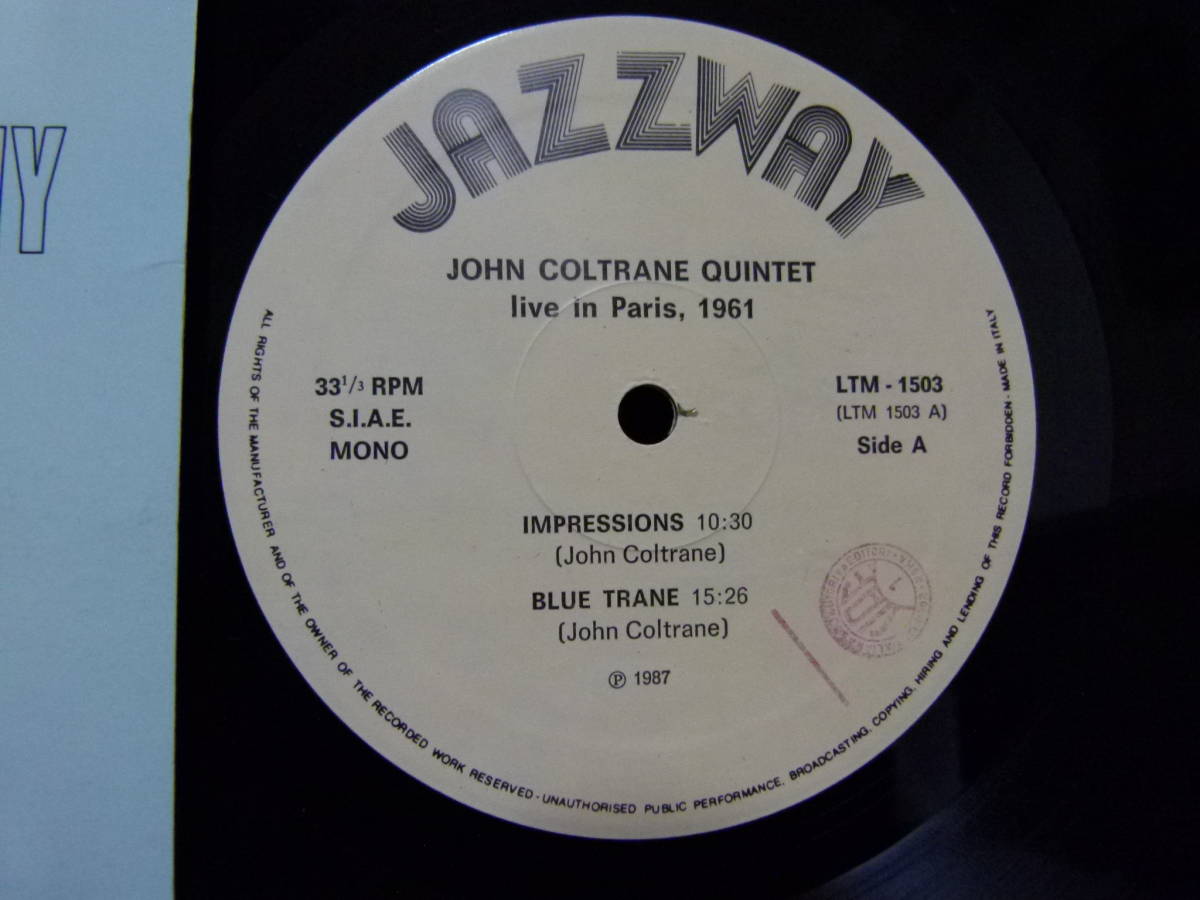 WY
JAZZWAY
JOHN COLTRANE QUINTET
live in Paris, 1961
33 1/3 RPM
S.I.A.E.
MONO
LTM - 1503
(LTM 1503 A)
Side A
IMPRESSIONS 10:30
(John Coltrane)
BLUE TRANE 15:26
(John Coltrane)
℗ 1987
ALL RIGHTS OF THE MANUFACTURER AND OF THE OWNER OF THE RECORDED WORK RESERVED - UNAUTHORISED PUBLIC PERFORMANCE, BROADCASTING, COPYING, HIRING AND LENDING OF THIS RECORD FORBIDDEN - MADE IN ITALY